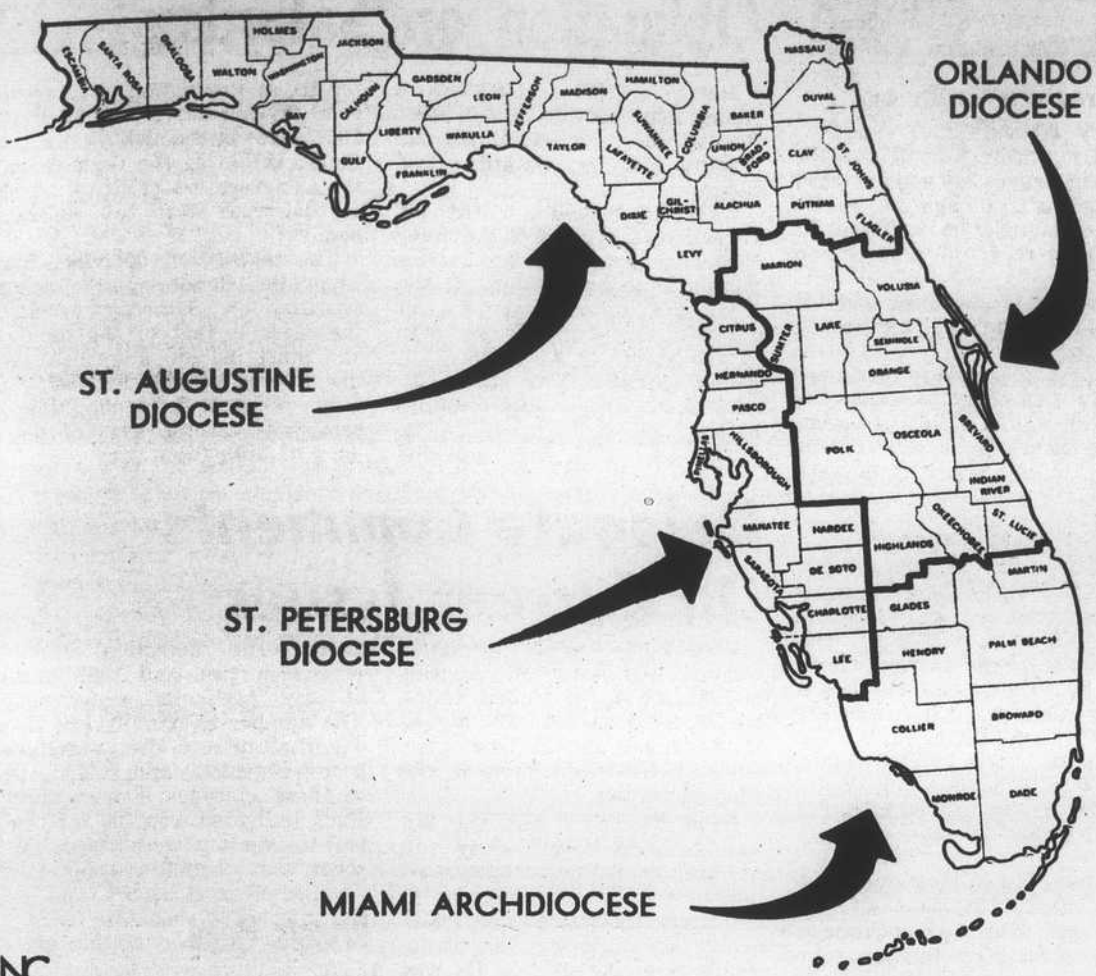 HOLMES
JACKSON
ESCAMBIA
SANTA ROSA
OKALOOSA
WALTON
WASHINGTON
BAY
CALHOUN
GULF
GADSDEN
LIBERTY
LEON
WAKULLA
FRANKLIN
JEFFERSON
MADISON
TAYLOR
HAMILTON
SUWANNEE
LAFAYETTE
COLUMBIA
DIXIE
GIL-
CHRIST
BAKER
UNION
BRAD-
FORD
NASSAU
DUVAL
CLAY
ST. JOHNS
ALACHUA
PUTNAM
FLAGLER
LEVY
ORLANDO
DIOCESE
MARION
VOLUSIA
CITRUS
SUMTER
LAKE
SEMINOLE
ORANGE
HERNANDO
PASCO
ST. AUGUSTINE
DIOCESE
PINELLAS
HILLSBOROUGH
POLK
OSCEOLA
BREVARD
INDIAN
RIVER
MANATEE
HARDEE
HIGHLANDS
OKEECHOBEE
ST. LUCIE
SARASOTA
DE SOTO
MARTIN
ST. PETERSBURG
DIOCESE
CHARLOTTE
GLADES
LEE
HENDRY
PALM BEACH
COLLIER
BROWARD
MONROE
DADE
MIAMI ARCHDIOCESE